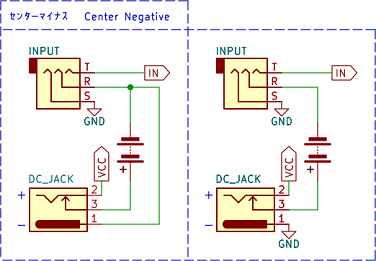 センターマイナス Center Negative
INPUT
T
R
S
IN
GND
VCC
+
DC_JACK
+
-
2
3
1
INPUT
T
R
S
IN
GND
VCC
+
DC_JACK
+
-
2
3
1
GND